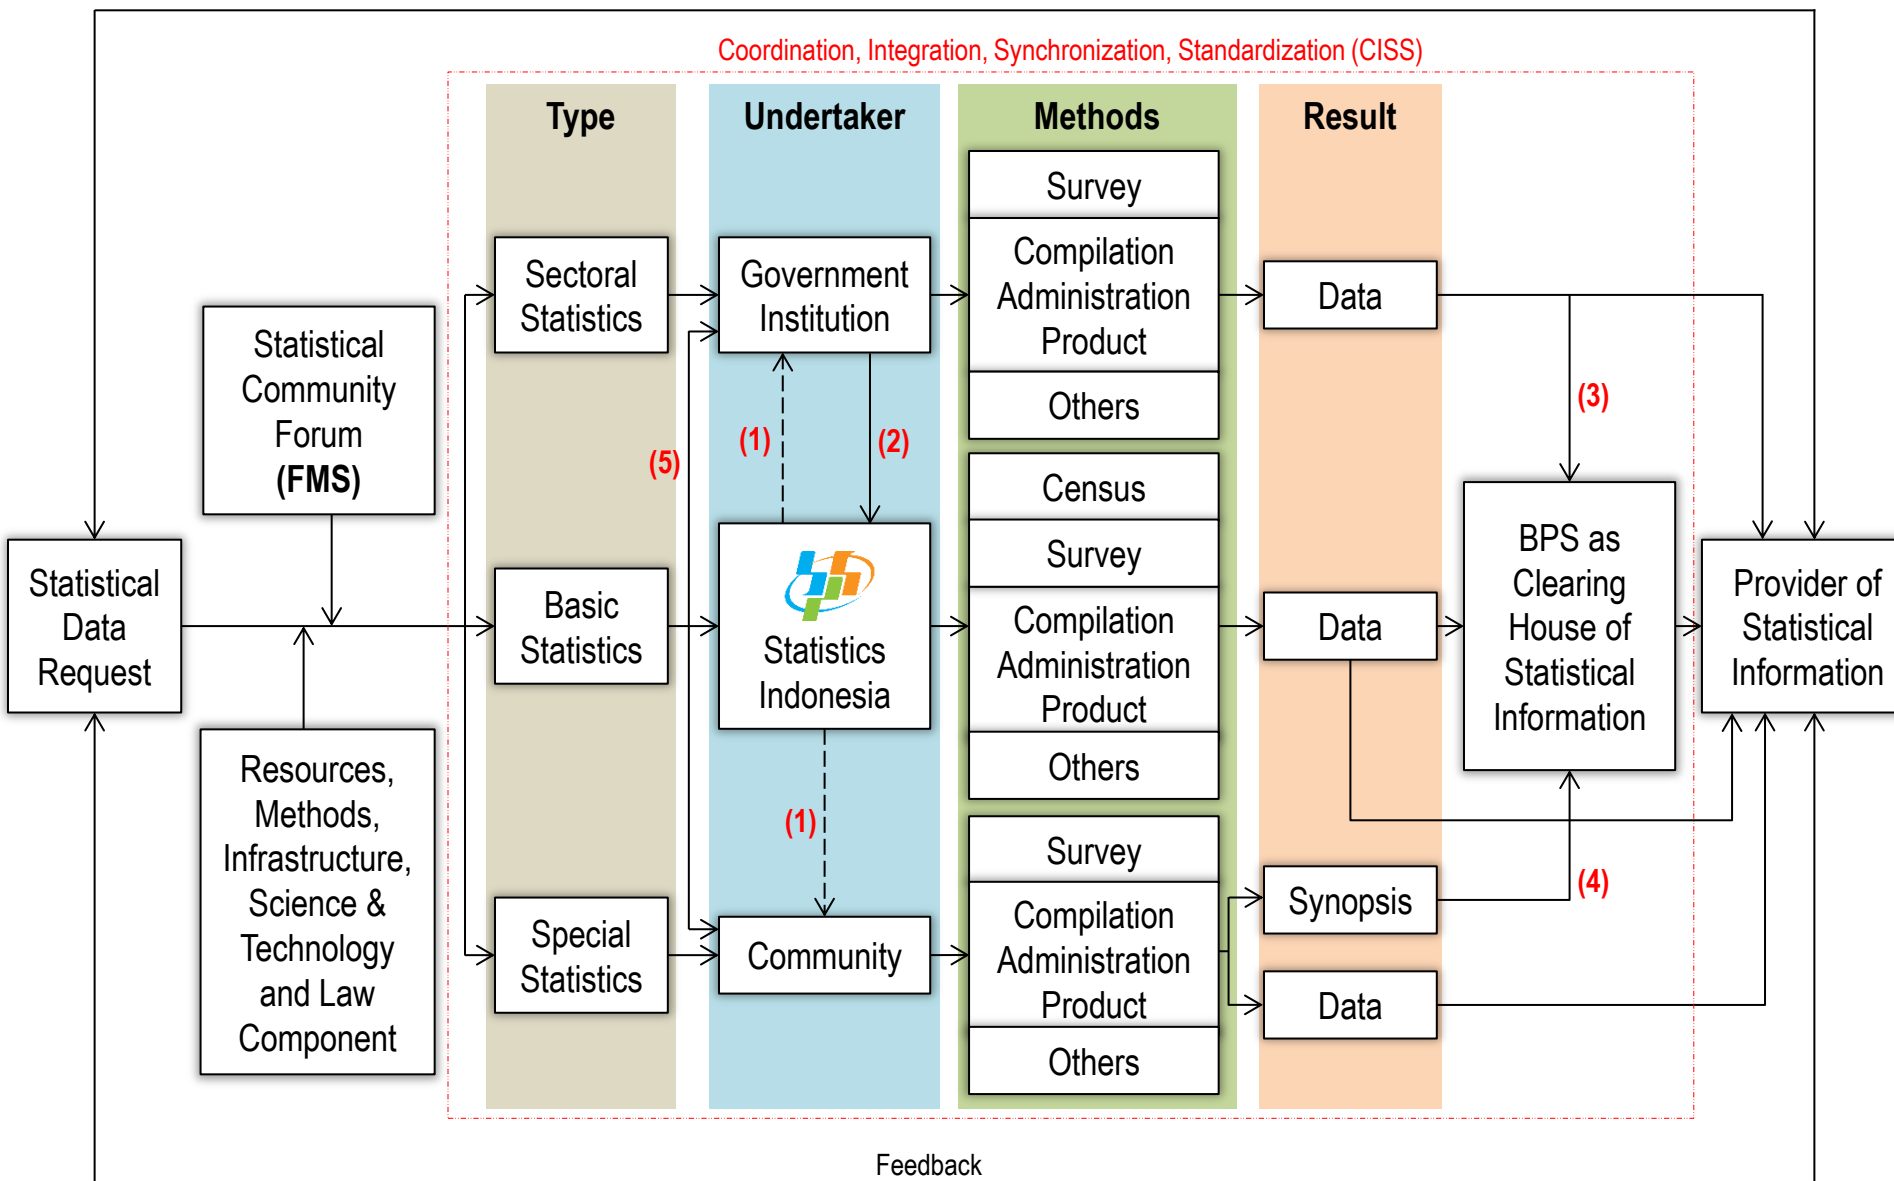 Coordination, Integration, Synchronization, Standardization (CISS)
Type
Undertaker
Methods
Result
Statistical
Data
Request
Statistical
Community
Forum
(FMS)
Resources,
Methods,
Infrastructure,
Science &
Technology
and Law
Component
Sectoral
Statistics
Basic
Statistics
Special
Statistics
(5)
Government
Institution
(1)
(2)
Statistics
Indonesia
(1)
Community
Survey
Compilation
Administration
Product
Others
Census
Survey
Compilation
Administration
Product
Others
Survey
Compilation
Administration
Product
Others
Data
Data
Synopsis
Data
(3)
BPS as
Clearing
House of
Statistical
Information
(4)
Provider of
Statistical
Information
Feedback